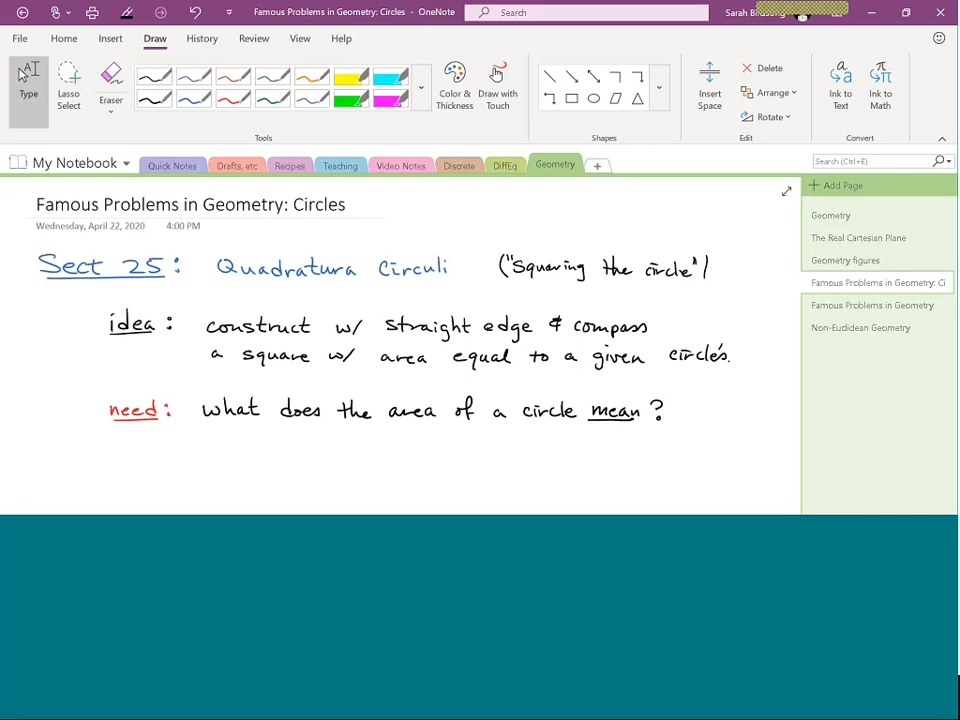 Famous Problems in Geometry: Circles - OneNote
Search
File Home Insert Draw History Review View Help
Type
Lasso Select
Eraser
Color & Thickness
Draw with Touch
Insert Space
Delete
Arrange
Rotate
Ink to Text
Ink to Math
Tools
Shapes
Edit
Convert
My Notebook
Quick Notes
Drafts, etc
Recipes
Teaching
Video Notes
Discrete
DiffEq
Geometry
Search (Ctrl+E)
Add Page
Geometry
The Real Cartesian Plane
Geometry figures
Famous Problems in Geometry: Ci
Famous Problems in Geometry
Non-Euclidean Geometry
Famous Problems in Geometry: Circles
Wednesday, April 22, 2020 4:00 PM
Sect 25: Quadratura Circuli ("Squaring the circle")
idea: construct w/ straight edge & compass
a square w/ area equal to a given circle's.
need: what does the area of a circle mean?